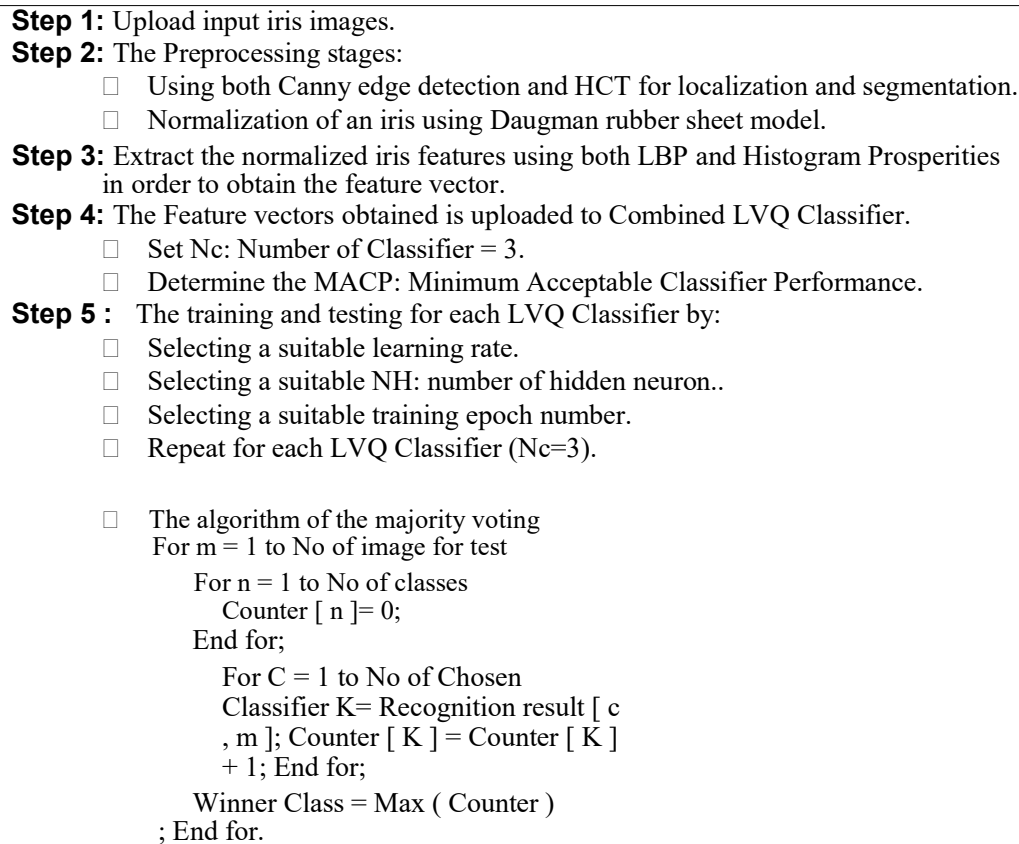 Step 1: Upload input iris images.
Step 2: The Preprocessing stages:
□ Using both Canny edge detection and HCT for localization and segmentation.
□ Normalization of an iris using Daugman rubber sheet model.
Step 3: Extract the normalized iris features using both LBP and Histogram Prosperities
in order to obtain the feature vector.
Step 4: The Feature vectors obtained is uploaded to Combined LVQ Classifier.
□ Set Nc: Number of Classifier = 3.
□ Determine the MACP: Minimum Acceptable Classifier Performance.
Step 5 : The training and testing for each LVQ Classifier by:
□ Selecting a suitable learning rate.
□ Selecting a suitable NH: number of hidden neuron..
□ Selecting a suitable training epoch number.
□ Repeat for each LVQ Classifier (Nc=3).
□ The algorithm of the majority voting
For m = 1 to No of image for test
For n = 1 to No of classes
Counter [ n ]= 0;
End for;
For C = 1 to No of Chosen
Classifier K= Recognition result [ c
, m ]; Counter [ K ] = Counter [ K ]
+ 1; End for;
Winner Class = Max ( Counter )
; End for.